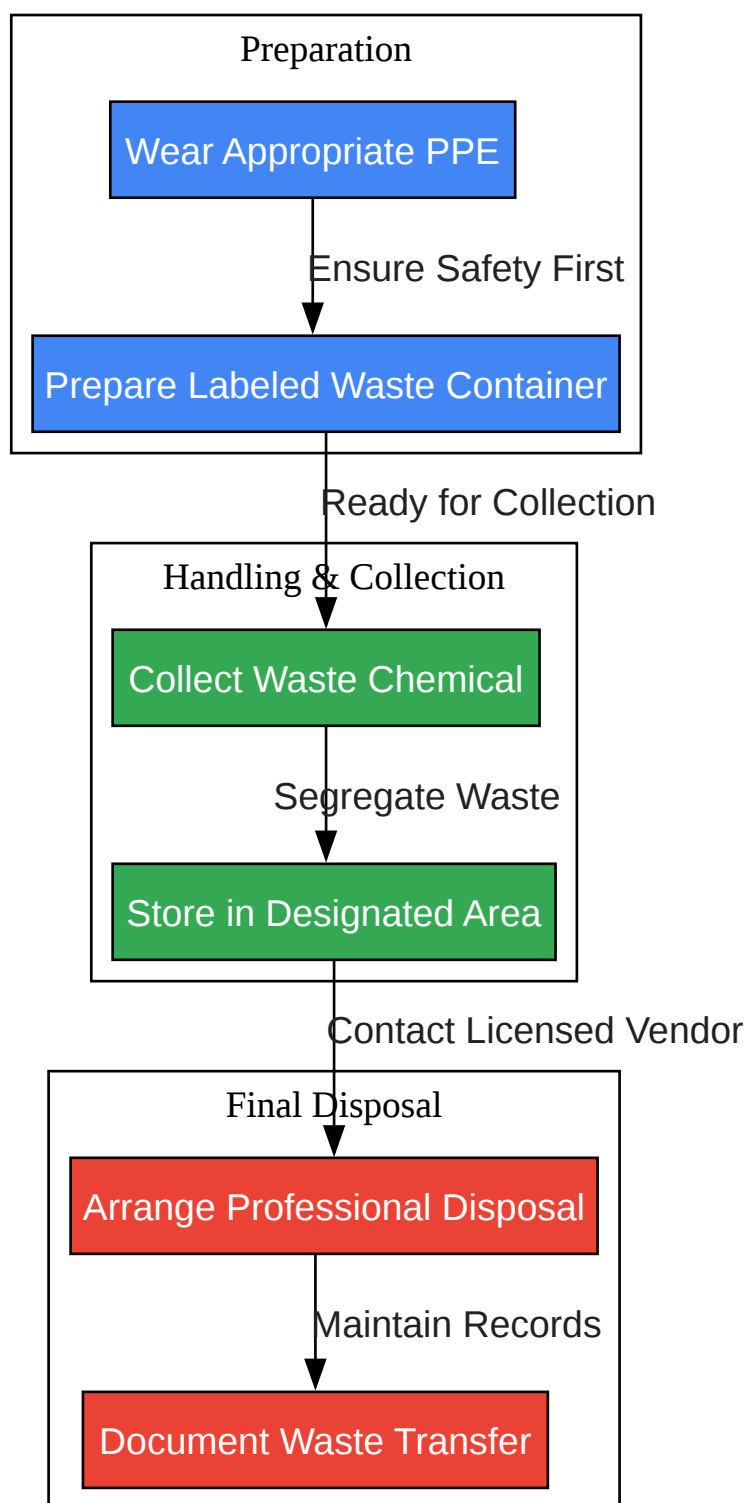 Preparation
Wear Appropriate PPE
Ensure Safety First
Prepare Labeled Waste Container
Ready for Collection
Handling & Collection
Collect Waste Chemical
Segregate Waste
Store in Designated Area
Contact Licensed Vendor
Final Disposal
Arrange Professional Disposal
Maintain Records
Document Waste Transfer